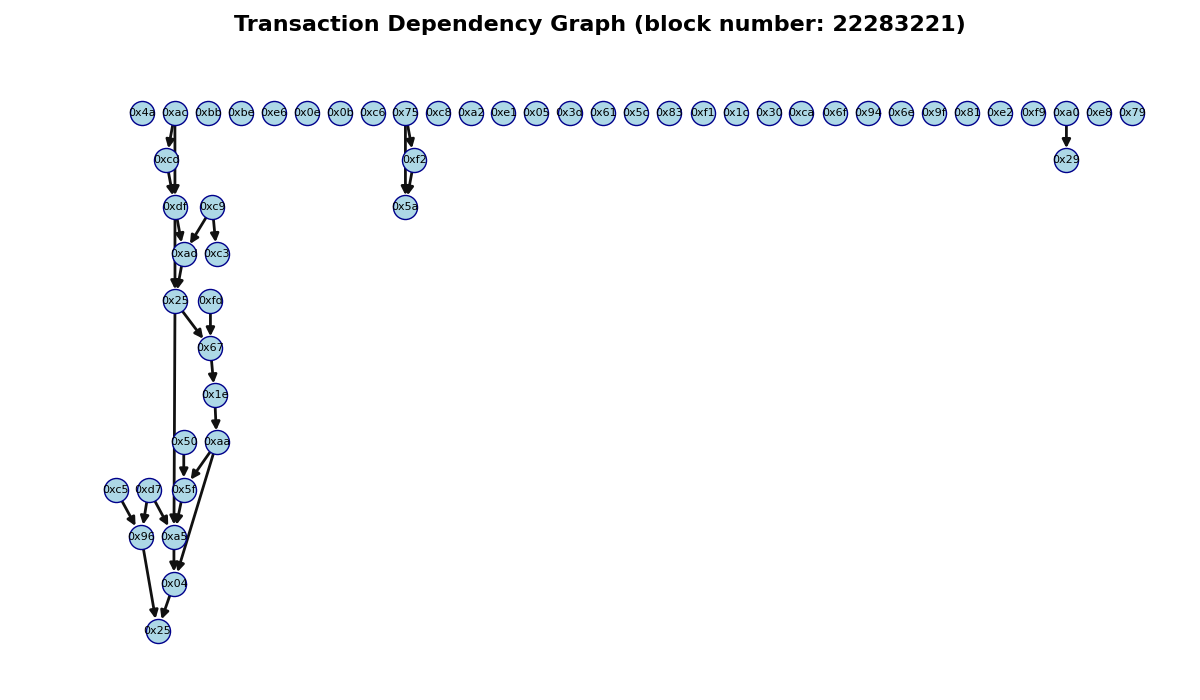 Transaction Dependency Graph (block number: 22283221)
0x4a 0xac 0xbb 0xbe 0xe6 0x0e 0x0b 0xc6 0x75 0xc8 0xa2 0xe1 0x05 0x3d 0x61 0x5c 0x83 0xf1 0x1c 0x30 0xca 0x6f 0x94 0x6e 0x9f 0x81 0xe2 0xf9 0xa0 0xe8 0x79
0xcd 0xf2 0x29
0xdf 0xc9 0x5a
0xad 0xc3
0x25 0xfd
0x67
0x1e
0x50 0xaa
0xc5 0xd7 0x5f
0x96 0xa5
0x04
0x25